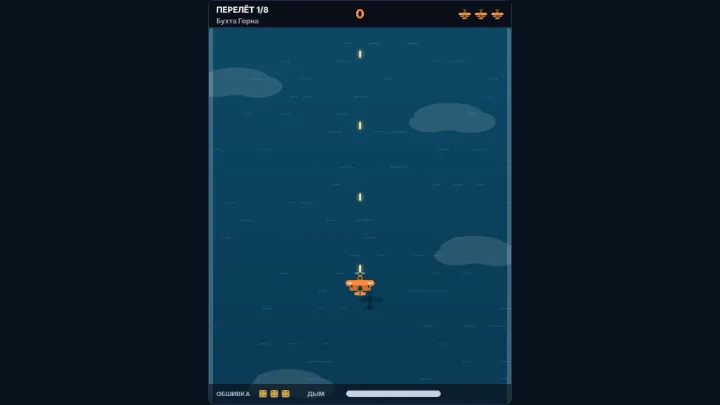 ПЕРЕЛЁТ 1/8
Бухта Горна
0
ОБШИВКА
ДЫМ